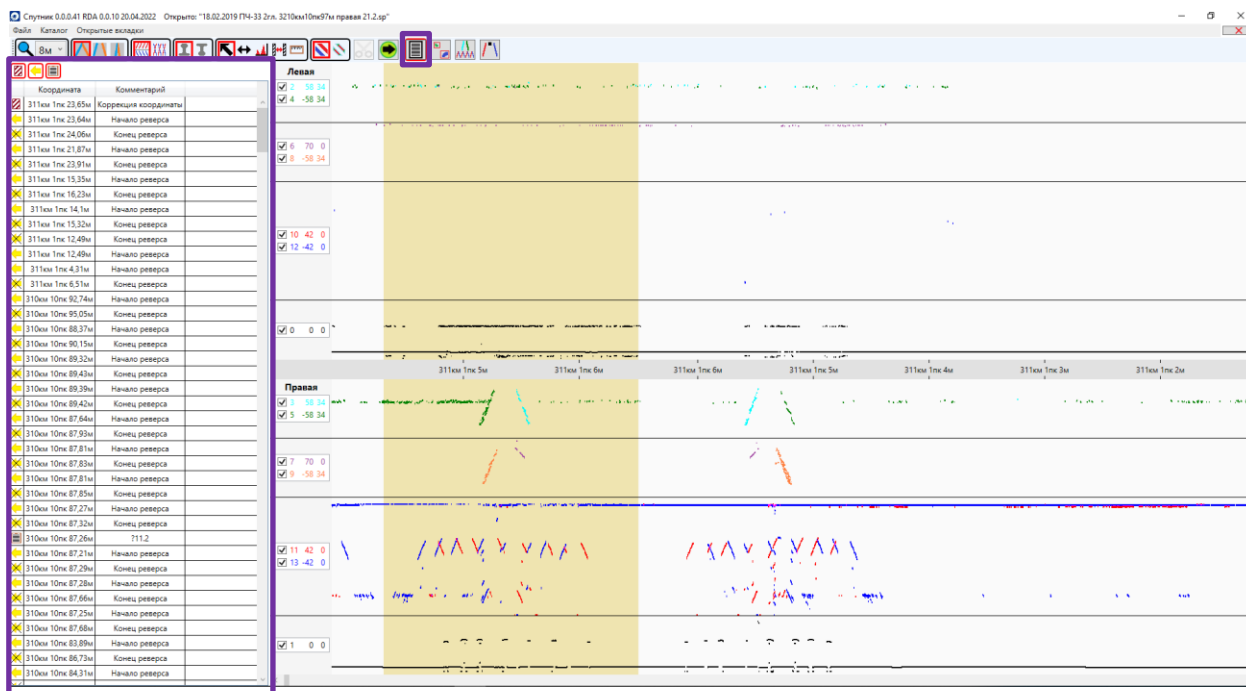 Спутник 0.0.0.41 RDA 0.0.10 20.04.2022 Открыто: "18.02.2019 ПЧ-33 2гл. 3210км10пк97м правая 21.2.sp"
Файл Каталог Открытые вкладки
8м
Координата Комментарий
311км 1пк 23,65м Коррекция координаты
311км 1пк 23,64м Начало реверса
311км 1пк 24,06м Конец реверса
311км 1пк 21,87м Начало реверса
311км 1пк 23,91м Конец реверса
311км 1пк 15,35м Начало реверса
311км 1пк 16,23м Конец реверса
311км 1пк 14,1м Начало реверса
311км 1пк 15,32м Конец реверса
311км 1пк 12,49м Конец реверса
311км 1пк 12,49м Начало реверса
311км 1пк 4,31м Начало реверса
311км 1пк 6,51м Конец реверса
310км 10пк 92,74м Начало реверса
310км 10пк 95,05м Конец реверса
310км 10пк 88,37м Начало реверса
310км 10пк 90,15м Конец реверса
310км 10пк 89,32м Начало реверса
310км 10пк 89,43м Конец реверса
310км 10пк 89,39м Начало реверса
310км 10пк 89,42м Конец реверса
310км 10пк 87,64м Начало реверса
310км 10пк 87,93м Конец реверса
310км 10пк 87,81м Начало реверса
310км 10пк 87,83м Конец реверса
310км 10пк 87,81м Начало реверса
310км 10пк 87,85м Конец реверса
310км 10пк 87,27м Начало реверса
310км 10пк 87,32м Конец реверса
310км 10пк 87,26м ?11.2
310км 10пк 87,21м Начало реверса
310км 10пк 87,29м Конец реверса
310км 10пк 87,28м Начало реверса
310км 10пк 87,66м Конец реверса
310км 10пк 87,25м Начало реверса
310км 10пк 87,68м Конец реверса
310км 10пк 83,89м Начало реверса
310км 10пк 86,73м Конец реверса
310км 10пк 84,31м Начало реверса
Левая
2 58 34
4 -58 34
6 70 0
8 -58 34
10 42 0
12 -42 0
0 0 0
311км 1пк 5м 311км 1пк 6м 311км 1пк 6м 311км 1пк 5м 311км 1пк 4м 311км 1пк 3м 311км 1пк 2м
Правая
3 58 34
5 -58 34
7 70 0
9 -58 34
11 42 0
13 -42 0
1 0 0